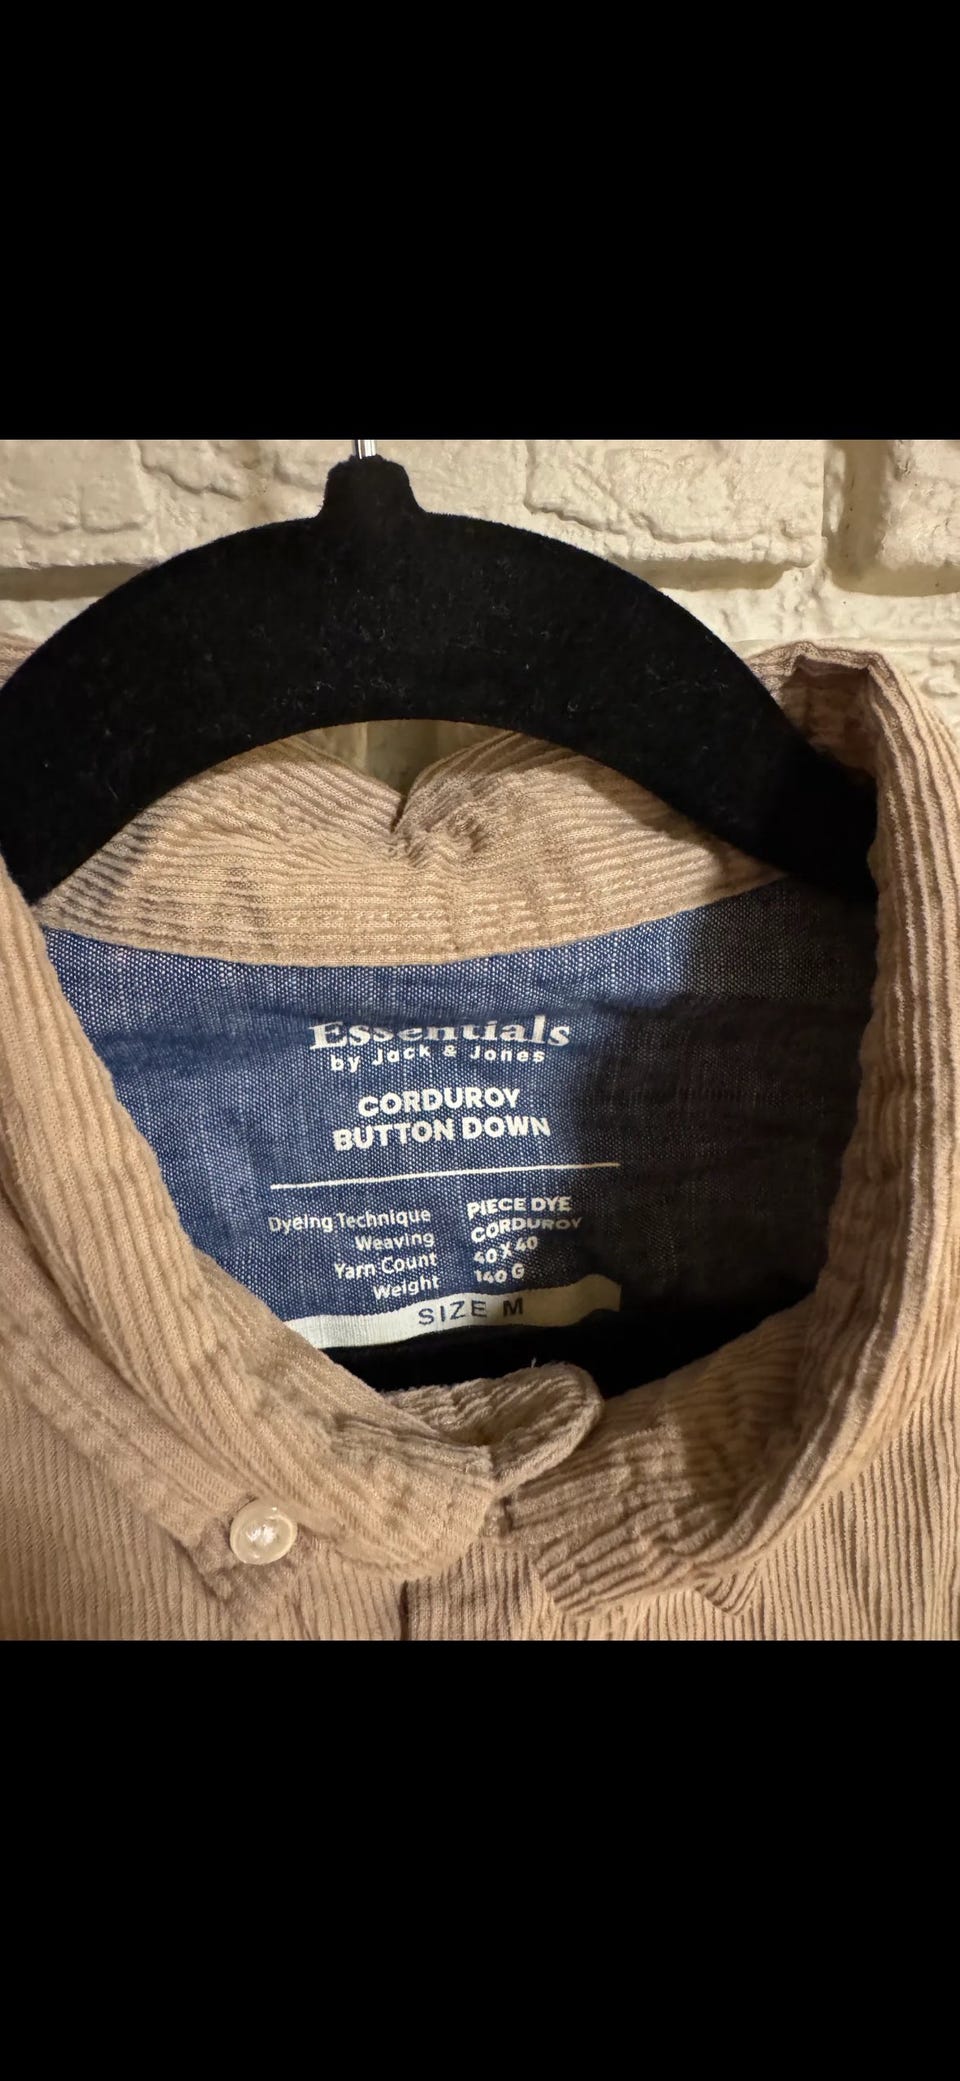 Essentials
by Jack & Jones
CORDUROY
BUTTON DOWN
Dyeing Technique PIECE DYE
Weaving CORDUROY
Yarn Count 40 X 40
Weight 140 G
SIZE M